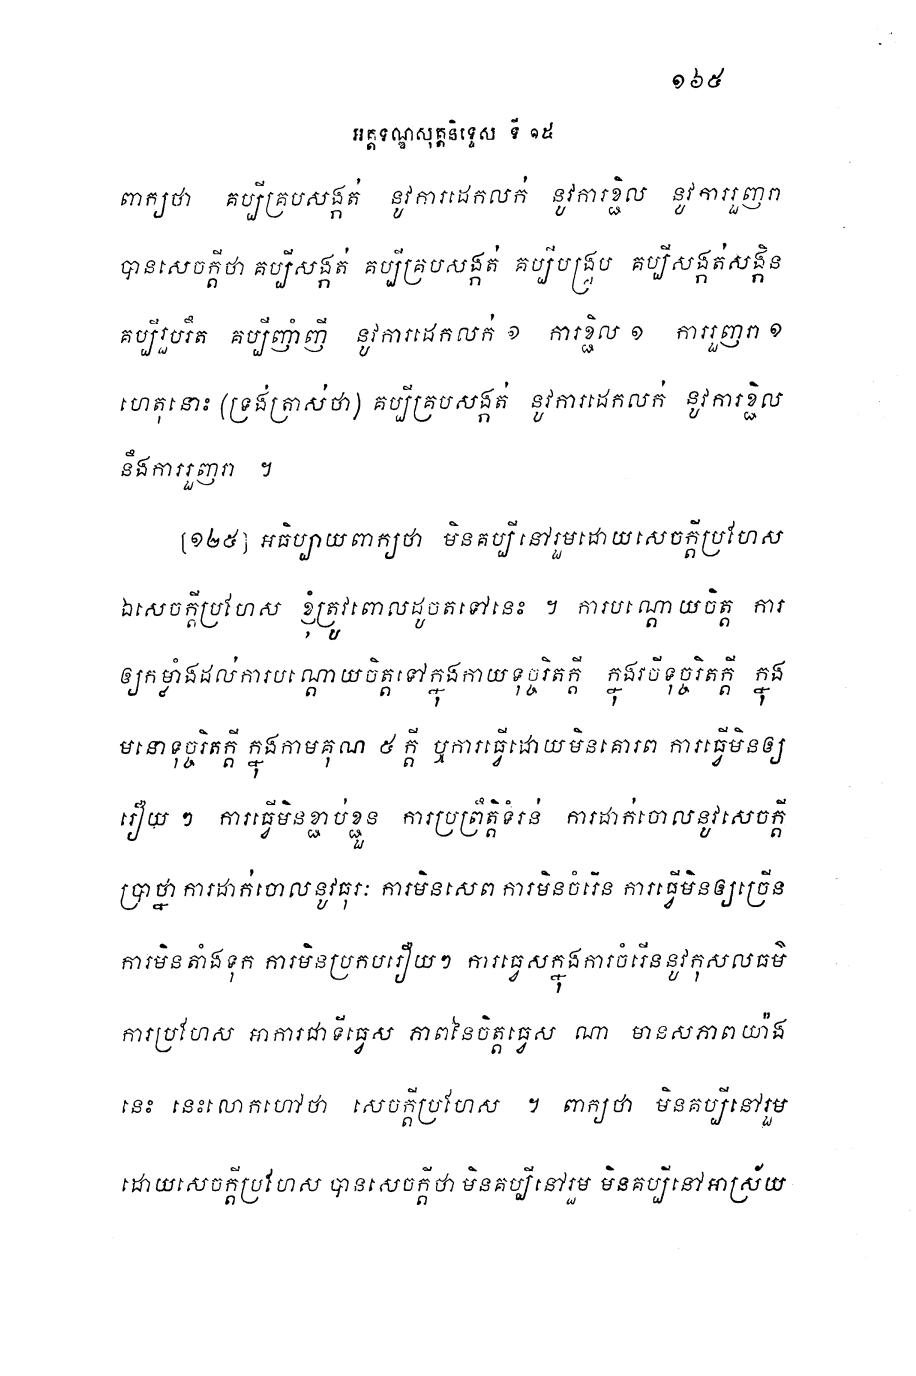 ១៦៥
អត្តទណ្ឌសុត្តនិទ្ទេស ទី ១៥
ពាក្យថា គប្បីគ្របសង្កត់ នូវការដេកលក់ នូវការខ្ជិល នូវការរួញរា
បានសេចក្តីថា គប្បីសង្កត់ គប្បីគ្របសង្កត់ គប្បីបង្រ្កប គប្បីសង្កត់សង្កិន
គប្បីរួបរឹត គប្បីញាំញី នូវការដេកលក់ ១ ការខ្ជិល ១ ការរួញរា ១
ហេតុនោះ (ទ្រង់ត្រាស់ថា) គប្បីគ្របសង្កត់ នូវការដេកលក់ នូវការខ្ជិល
នឹងការរួញរា ។
[១២៥] អធិប្បាយពាក្យថា មិនគប្បីនៅរួមដោយសេចក្តីប្រហែស
ឯសេចក្តីប្រហែស ខ្ញុំត្រូវពោលដូចតទៅនេះ ។ ការបណ្តោយចិត្ត ការ
ឲ្យកម្លាំងដល់ការបណ្តោយចិត្តទៅក្នុងកាយទុច្ចរិតក្តី ក្នុងវចីទុច្ចរិតក្តី ក្នុង
មនោទុច្ចរិតក្តី ក្នុងកាមគុណ ៥ ក្តី ឬការធ្វើដោយមិនគោរព ការធ្វើមិនឲ្យ
រឿយ ៗ ការធ្វើមិនខ្ជាប់ខ្ជួន ការប្រព្រឹត្តិទំរន់ ការដាក់ចោលនូវសេចក្តី
ប្រាថ្នា ការដាក់ចោលនូវធុរៈ ការមិនសេព ការមិនចំរើន ការធ្វើមិនឲ្យច្រើន
ការមិនតាំងទុក ការមិនប្រកបរឿយៗ ការធ្វេសក្នុងការចំរើននូវកុសលធម៌
ការប្រហែស អាការជាទីធ្វេស ភាពនៃចិត្តធ្វេស ណា មានសភាពយ៉ាង
នេះ នេះលោកហៅថា សេចក្តីប្រហែស ។ ពាក្យថា មិនគប្បីនៅរួម
ដោយសេចក្តីប្រហែស បានសេចក្តីថា មិនគប្បីនៅរួម មិនគប្បីនៅអាស្រ័យ